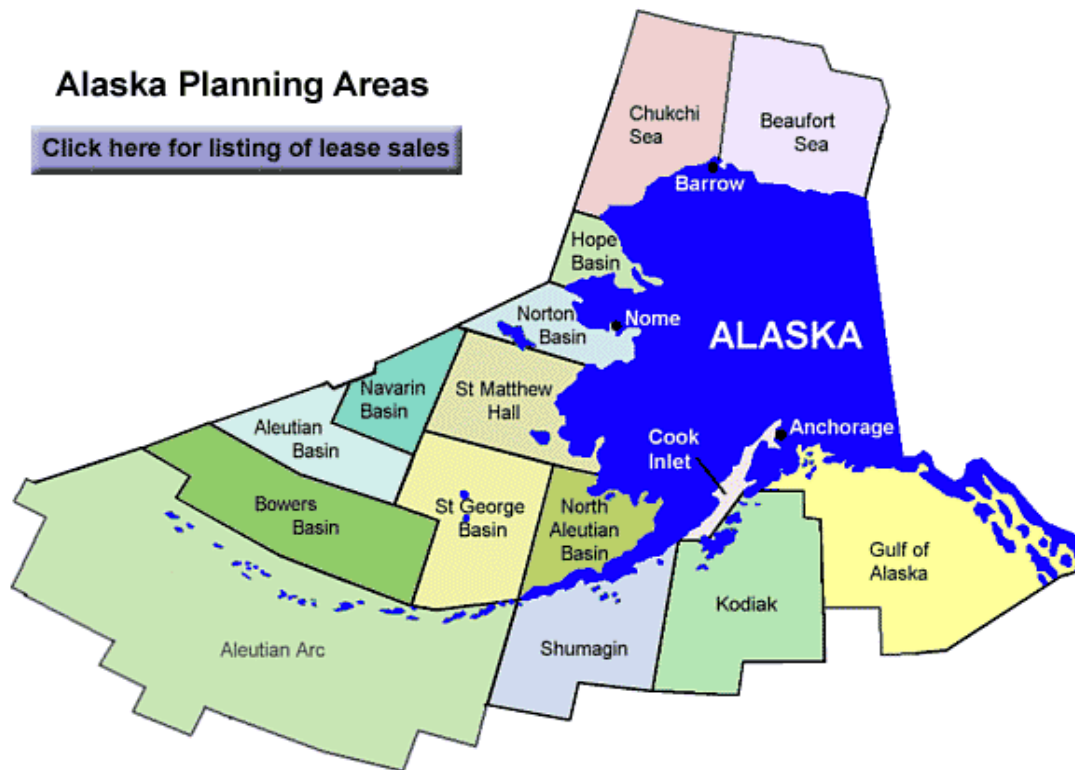 Alaska Planning Areas
Click here for listing of lease sales
Chukchi
Sea
Beaufort
Sea
Barrow
Hope
Basin
Norton
Basin
Nome
ALASKA
Navarin
Basin
St Matthew
Hall
Aleutian
Basin
Cook
Inlet
Anchorage
Bowers
Basin
St George
Basin
North
Aleutian
Basin
Gulf of
Alaska
Kodiak
Aleutian Arc
Shumagin